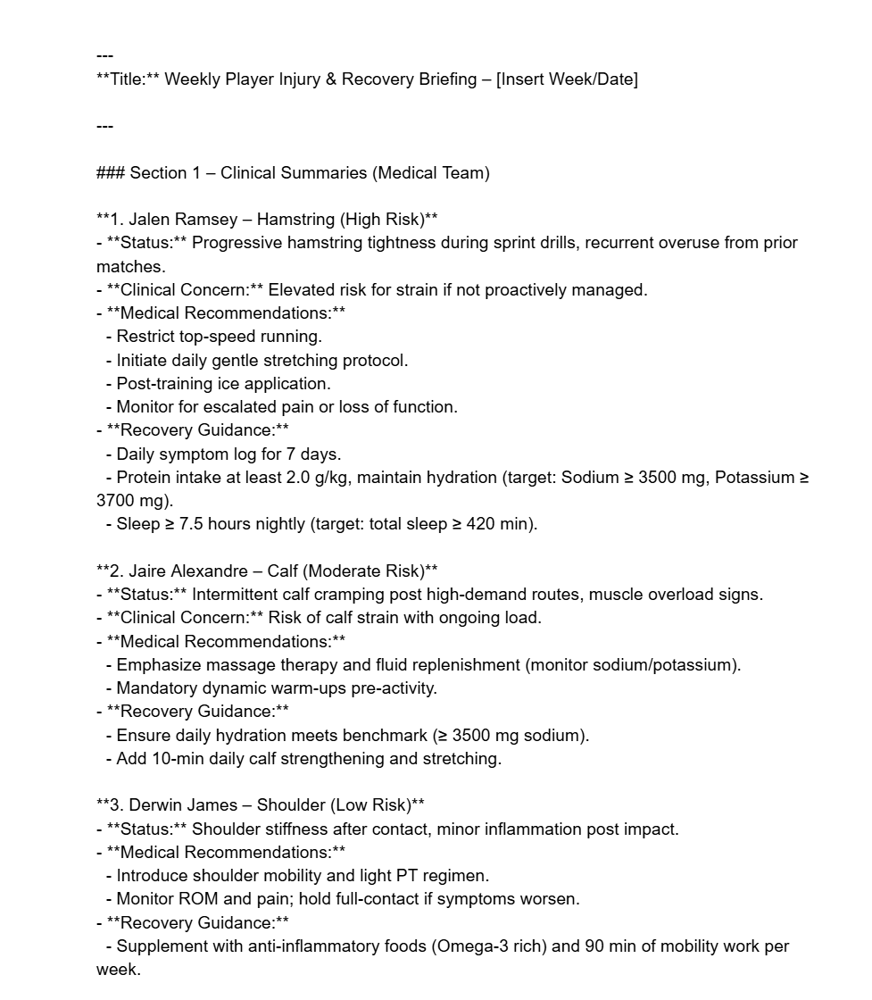 ---
**Title:** Weekly Player Injury & Recovery Briefing – [Insert Week/Date]
---
### Section 1 – Clinical Summaries (Medical Team)
**1. Jalen Ramsey – Hamstring (High Risk)**
- **Status:** Progressive hamstring tightness during sprint drills, recurrent overuse from prior
matches.
- **Clinical Concern:** Elevated risk for strain if not proactively managed.
- **Medical Recommendations:**
  - Restrict top-speed running.
  - Initiate daily gentle stretching protocol.
  - Post-training ice application.
  - Monitor for escalated pain or loss of function.
- **Recovery Guidance:**
  - Daily symptom log for 7 days.
  - Protein intake at least 2.0 g/kg, maintain hydration (target: Sodium ≥ 3500 mg, Potassium ≥
3700 mg).
  - Sleep ≥ 7.5 hours nightly (target: total sleep ≥ 420 min).
**2. Jaire Alexandre – Calf (Moderate Risk)**
- **Status:** Intermittent calf cramping post high-demand routes, muscle overload signs.
- **Clinical Concern:** Risk of calf strain with ongoing load.
- **Medical Recommendations:**
  - Emphasize massage therapy and fluid replenishment (monitor sodium/potassium).
  - Mandatory dynamic warm-ups pre-activity.
- **Recovery Guidance:**
  - Ensure daily hydration meets benchmark (≥ 3500 mg sodium).
  - Add 10-min daily calf strengthening and stretching.
**3. Derwin James – Shoulder (Low Risk)**
- **Status:** Shoulder stiffness after contact, minor inflammation post impact.
- **Medical Recommendations:**
  - Introduce shoulder mobility and light PT regimen.
  - Monitor ROM and pain; hold full-contact if symptoms worsen.
- **Recovery Guidance:**
  - Supplement with anti-inflammatory foods (Omega-3 rich) and 90 min of mobility work per
week.